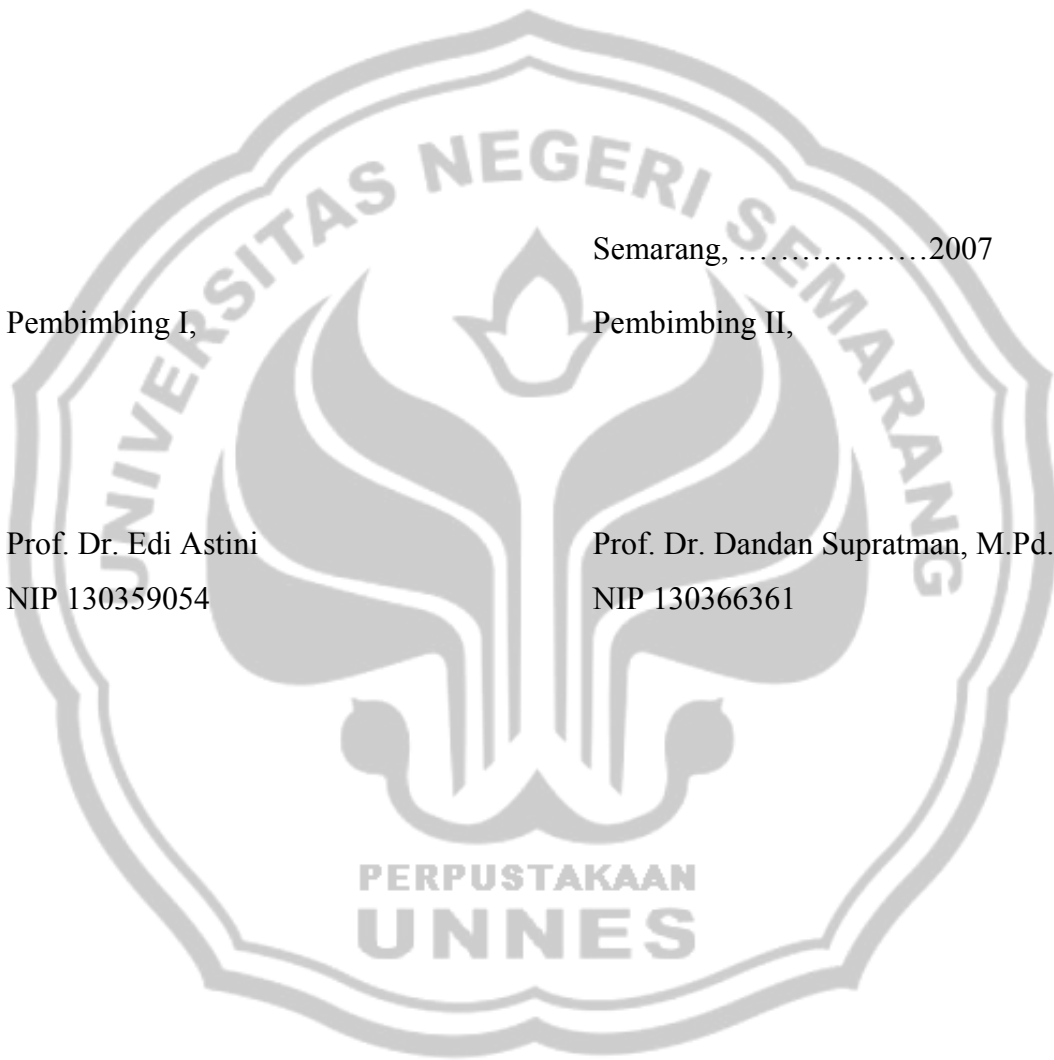 UNIVERSITAS NEGERI SEMARANG
Semarang, ………………2007
Pembimbing I, Pembimbing II,
Prof. Dr. Edi Astini Prof. Dr. Dandan Supratman, M.Pd.
NIP 130359054 NIP 130366361
PERPUSTAKAAN
UNNES